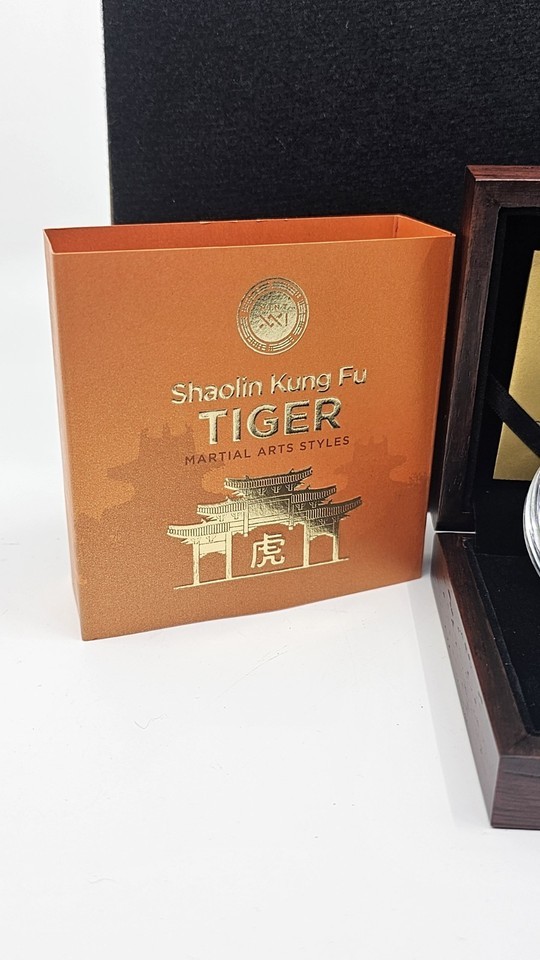 Shaolin Kung Fu
TIGER
MARTIAL ARTS STYLES
虎